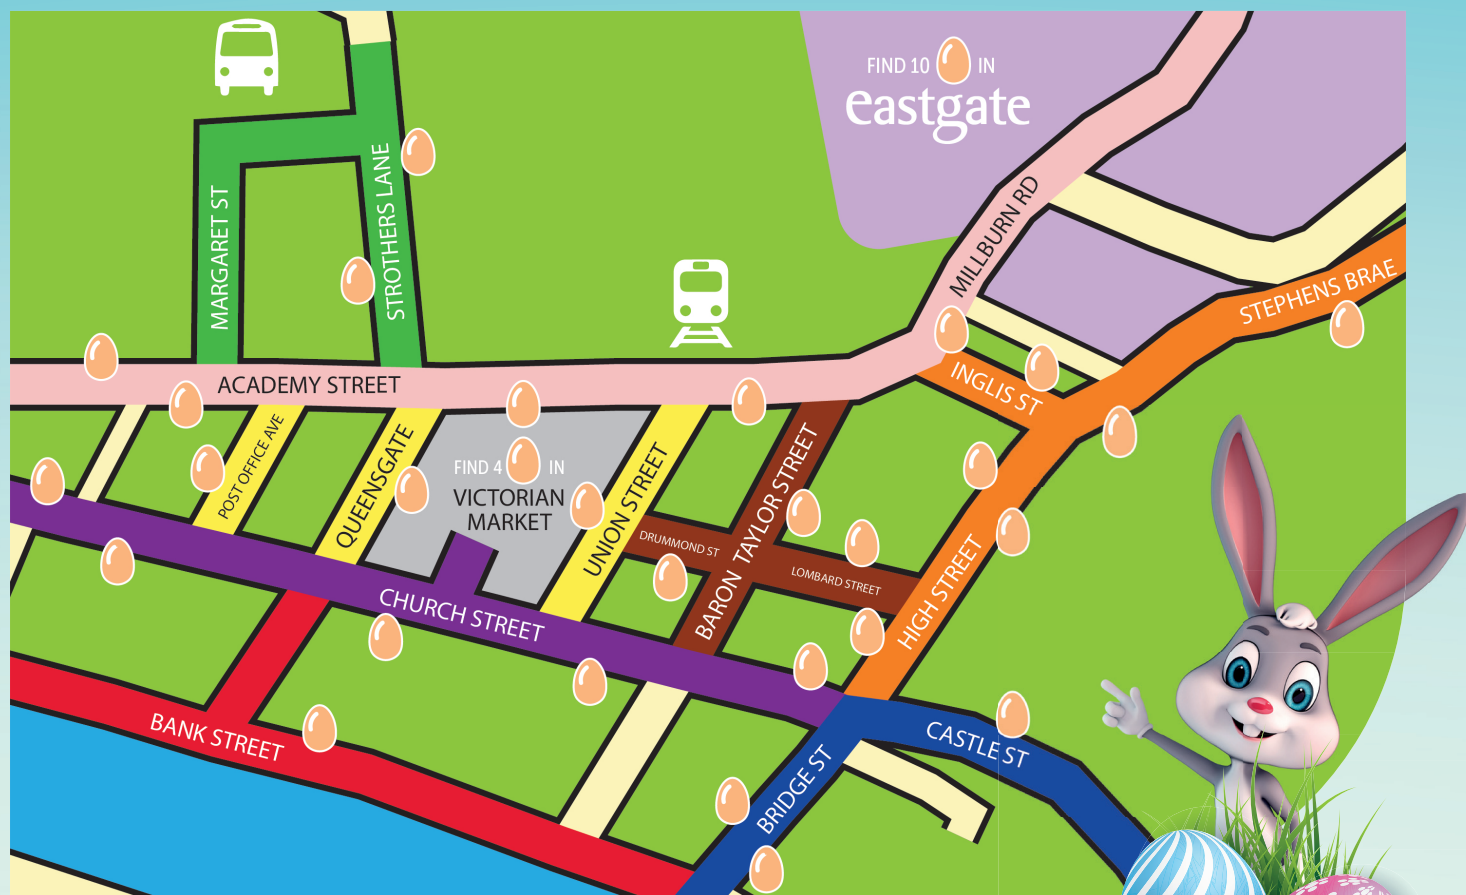 FIND 10 IN
eastgate
MARGARET ST
STROTHERS LANE
MILLBURN RD
STEPHENS BRAE
ACADEMY STREET
INGLIS ST
POST OFFICE AVE
QUEENSGATE
FIND 4 IN
VICTORIAN
MARKET
UNION STREET
BARON TAYLOR STREET
DRUMMOND ST
LOMBARD STREET
HIGH STREET
CHURCH STREET
BANK STREET
CASTLE ST
BRIDGE ST